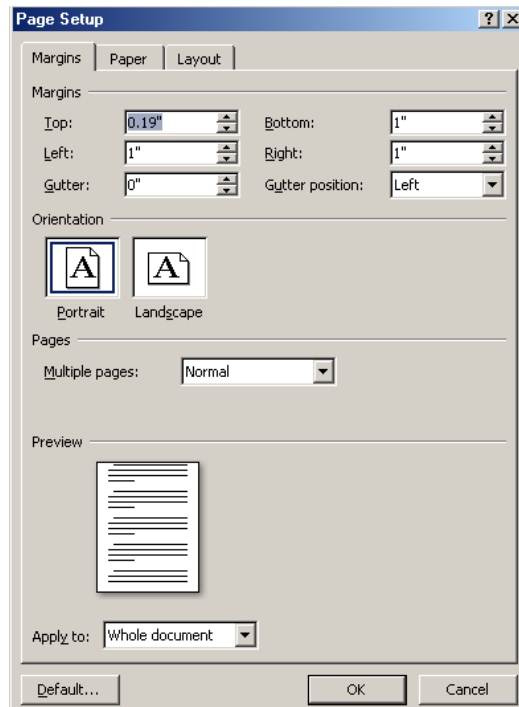 Page Setup
Margins Paper Layout
Margins
Top: 0.19" Bottom: 1"
Left: 1" Right: 1"
Gutter: 0" Gutter position: Left
Orientation
A A
Portrait Landscape
Pages
Multiple pages: Normal
Preview
Apply to: Whole document
Default... OK Cancel